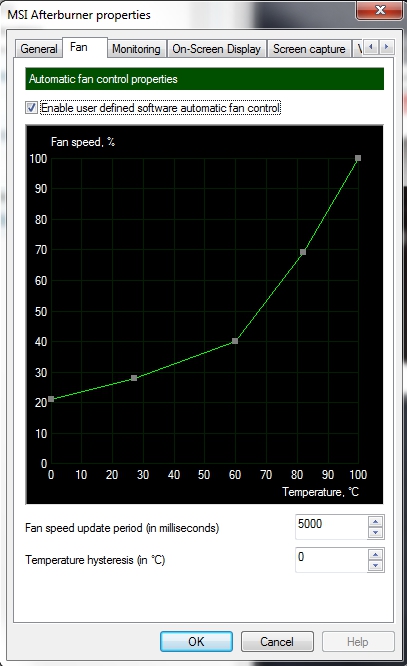 MSI Afterburner properties
General Fan Monitoring On-Screen Display Screen capture
Automatic fan control properties
Enable user defined software automatic fan control
Fan speed, %
100
90
80
70
60
50
40
30
20
10
0
0 10 20 30 40 50 60 70 80 90 100
Temperature, °C
Fan speed update period (in milliseconds) 5000
Temperature hysteresis (in °C) 0
OK Cancel Help